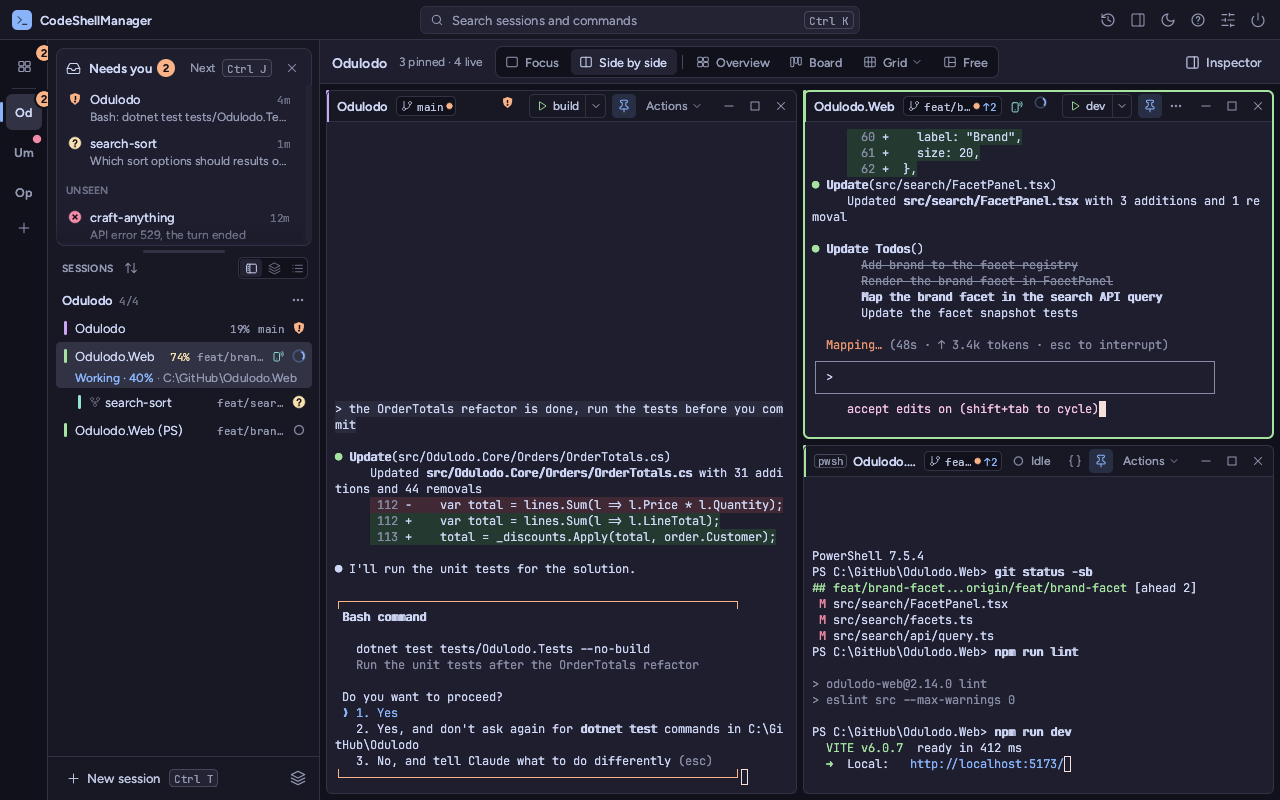 CodeShellManager
Search sessions and commands
Ctrl K
2
Needs you 2 Next Ctrl J
Odulodo 4m
Bash: dotnet test tests/Odulodo.Te…
search-sort 1m
Which sort options should results o…
UNSEEN
craft-anything 12m
API error 529, the turn ended
2
Od
Um
Op
SESSIONS
Odulodo 4/4
Odulodo 19% main
Odulodo.Web 74% feat/bran…
Working · 40% · C:\GitHub\Odulodo.Web
search-sort feat/sear…
Odulodo.Web (PS) feat/bran…
New session Ctrl T
Odulodo 3 pinned · 4 live
Focus
Side by side
Overview
Board
Grid
Free
Inspector
Odulodo main build Actions
> the OrderTotals refactor is done, run the tests before you com
mit
● Update(src/Odulodo.Core/Orders/OrderTotals.cs)
Updated src/Odulodo.Core/Orders/OrderTotals.cs with 31 addi
tions and 44 removals
112 - var total = lines.Sum(l => l.Price * l.Quantity);
112 + var total = lines.Sum(l => l.LineTotal);
113 + total = _discounts.Apply(total, order.Customer);
● I'll run the unit tests for the solution.
Bash command
dotnet test tests/Odulodo.Tests --no-build
Run the unit tests after the OrderTotals refactor
Do you want to proceed?
❯ 1. Yes
2. Yes, and don't ask again for dotnet test commands in C:\Gi
tHub\Odulodo
3. No, and tell Claude what to do differently (esc)
Odulodo.Web feat/b… ↑2 dev
60 + label: "Brand",
61 + size: 20,
62 + },
● Update(src/search/FacetPanel.tsx)
Updated src/search/FacetPanel.tsx with 3 additions and 1 re
moval
● Update Todos()
Add brand to the facet registry
Render the brand facet in FacetPanel
Map the brand facet in the search API query
Update the facet snapshot tests
Mapping… (48s · ↑ 3.4k tokens · esc to interrupt)
>
accept edits on (shift+tab to cycle)
pwsh Odulodo.… fea… ↑2 Idle {} Actions
PowerShell 7.5.4
PS C:\GitHub\Odulodo.Web> git status -sb
## feat/brand-facet...origin/feat/brand-facet [ahead 2]
M src/search/FacetPanel.tsx
M src/search/facets.ts
M src/search/api/query.ts
PS C:\GitHub\Odulodo.Web> npm run lint
> odulodo-web@2.14.0 lint
> eslint src --max-warnings 0
PS C:\GitHub\Odulodo.Web> npm run dev
VITE v6.0.7 ready in 412 ms
➜ Local: http://localhost:5173/